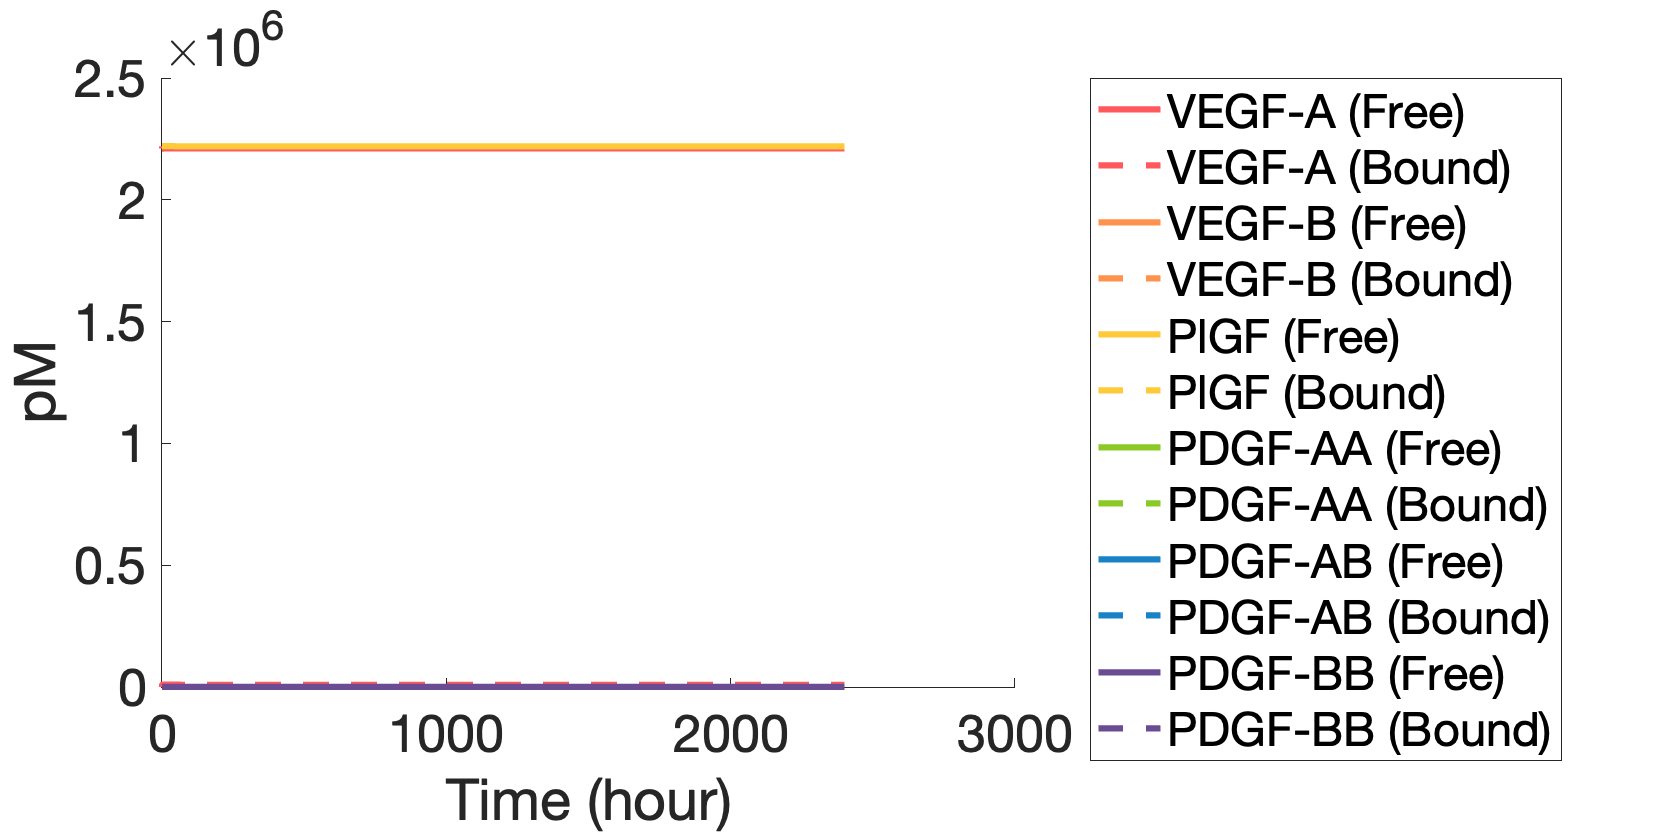 ×10^6
2.5
2
1.5
1
0.5
0
pM
0 1000 2000 3000
Time (hour)
VEGF-A (Free)
VEGF-A (Bound)
VEGF-B (Free)
VEGF-B (Bound)
PlGF (Free)
PlGF (Bound)
PDGF-AA (Free)
PDGF-AA (Bound)
PDGF-AB (Free)
PDGF-AB (Bound)
PDGF-BB (Free)
PDGF-BB (Bound)